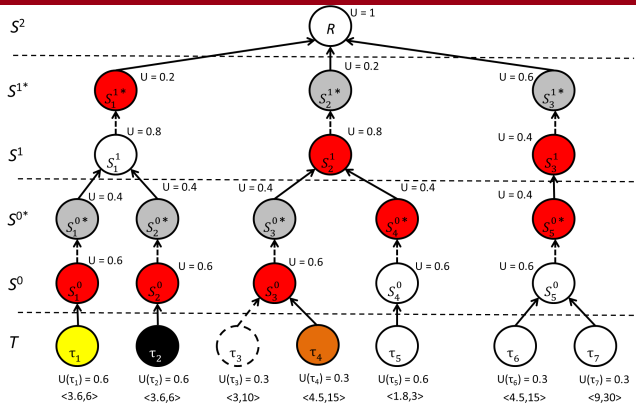 S² R U = 1
S¹* S₁¹* U = 0.2 S₂¹* U = 0.2 S₃¹* U = 0.6
S¹ S₁¹ U = 0.8 S₂¹ U = 0.8 S₃¹ U = 0.4
S⁰* S₁⁰* U = 0.4 S₂⁰* U = 0.4 S₃⁰* U = 0.4 S₄⁰* U = 0.4 S₅⁰* U = 0.4
S⁰ S₁⁰ U = 0.6 S₂⁰ U = 0.6 S₃⁰ U = 0.6 S₄⁰ U = 0.6 S₅⁰ U = 0.6
T τ₁ τ₂ τ₃ τ₄ τ₅ τ₆ τ₇
U(τ₁) = 0.6 U(τ₂) = 0.6 U(τ₃) = 0.3 U(τ₄) = 0.3 U(τ₅) = 0.6 U(τ₆) = 0.3 U(τ₇) = 0.3
<3.6,6> <3.6,6> <3,10> <4.5,15> <1.8,3> <4.5,15> <9,30>